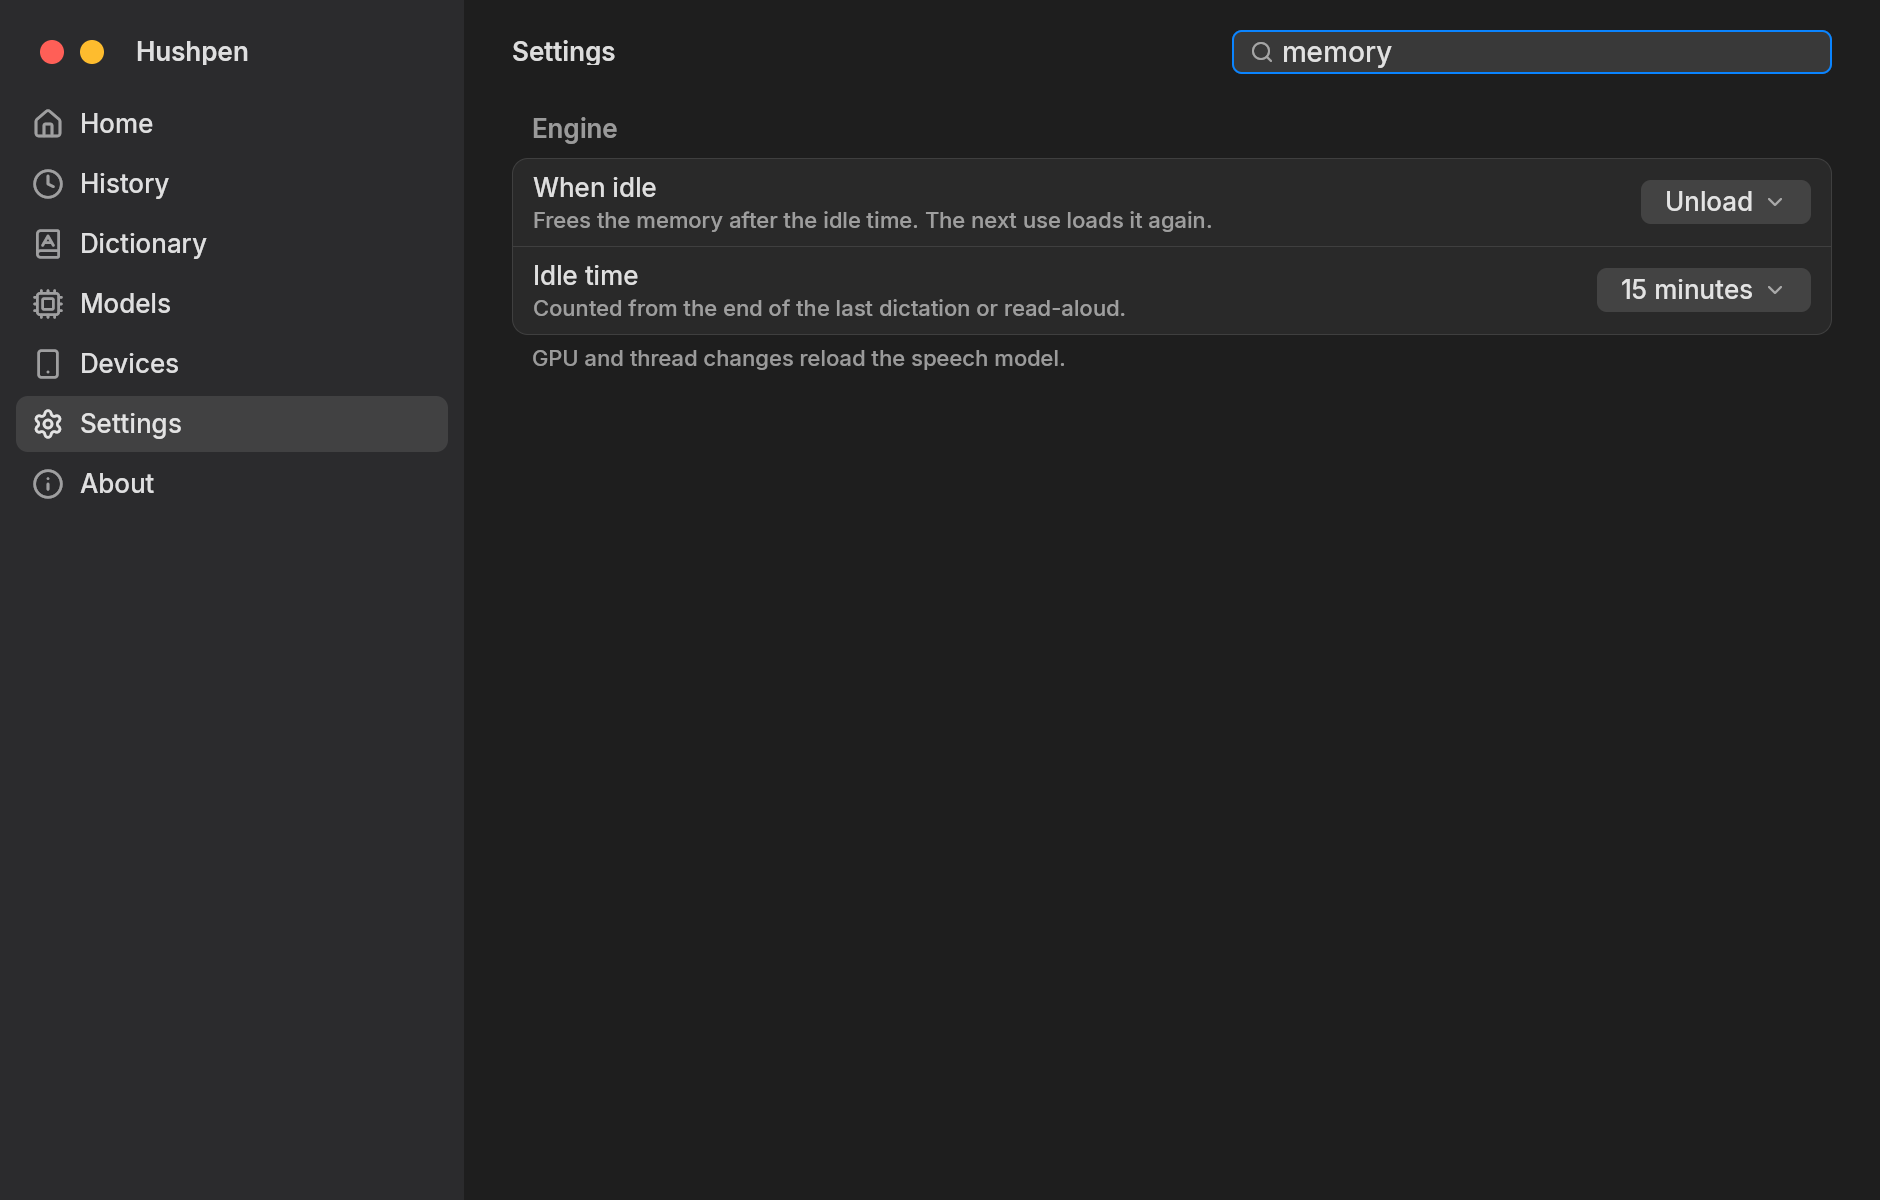 Hushpen
Home
History
Dictionary
Models
Devices
Settings
About
Settings
memory
Engine
When idle
Frees the memory after the idle time. The next use loads it again.
Unload
Idle time
Counted from the end of the last dictation or read-aloud.
15 minutes
GPU and thread changes reload the speech model.